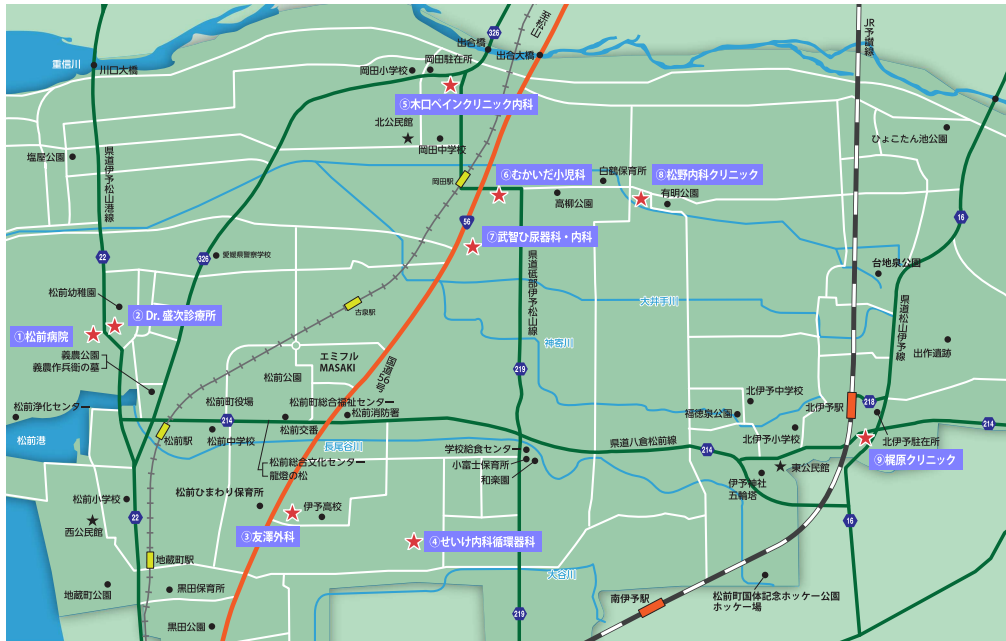 至松山
326
JR予讃線
出合橋
出合大橋
重信川
川口大橋
岡田駐在所
岡田小学校
⑤木口ペインクリニック内科
北公民館
岡田中学校
ひょこたん池公園
塩屋公園
県道伊予松山港線
岡田駅
⑥むかいだ小児科
白鶴保育所
⑧松野内科クリニック
高柳公園
有明公園
56
16
⑦武智ひ尿器科・内科
22
326
愛媛県警察学校
県道砥部伊予松山線
台地泉公園
松前幼稚園
大井手川
県道松山伊予線
② Dr. 盛次診療所
古泉駅
①松前病院
神寄川
義農公園
義農作兵衛の墓
エミフル
MASAKI
国道56号
出作遺跡
219
松前公園
松前浄化センター
松前町役場
松前町総合福祉センター
松前消防署
北伊予中学校
北伊予駅
218
214
福徳泉公園
214
松前港
松前駅
松前中学校
松前交番
北伊予小学校
北伊予駐在所
長尾谷川
県道八倉松前線
214
学校給食センター
小富士保育所
和楽園
⑨梶原クリニック
松前総合文化センター
龍燈の松
東公民館
伊予神社
五輪塔
松前小学校
松前ひまわり保育所
伊予高校
22
西公民館
16
③友澤外科
④せいけ内科循環器科
地蔵町駅
大谷川
地蔵町公園
黒田保育所
南伊予駅
松前町国体記念ホッケー公園
ホッケー場
219
黒田公園